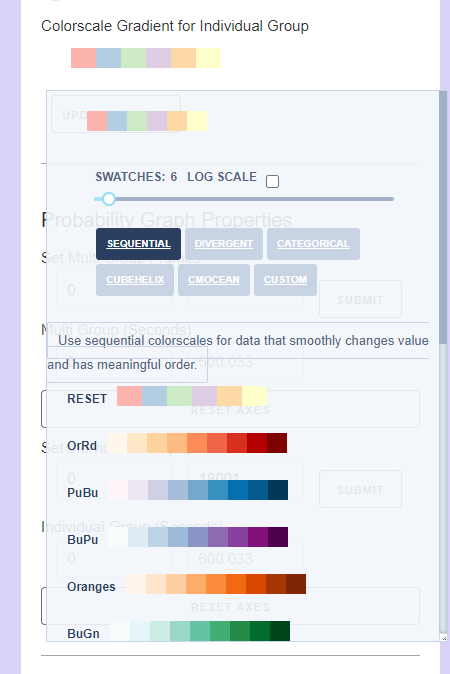 Colorscale Gradient for Individual Group
UPD
SWATCHES: 6 LOG SCALE
Probability Graph Properties
SEQUENTIAL DIVERGENT CATEGORICAL
Set Multi Group Frames
CUBEHELIX CMOCEAN CUSTOM
0
SUBMIT
Multi Group (Seconds)
Use sequential colorscales for data that smoothly changes value
and has meaningful order.
0 600.033
RESET
RESET AXES
OrRd
Set
0 18001
PuBu
SUBMIT
Individual Group (Seconds)
BuPu
0 600.033
Oranges
RESET AXES
BuGn